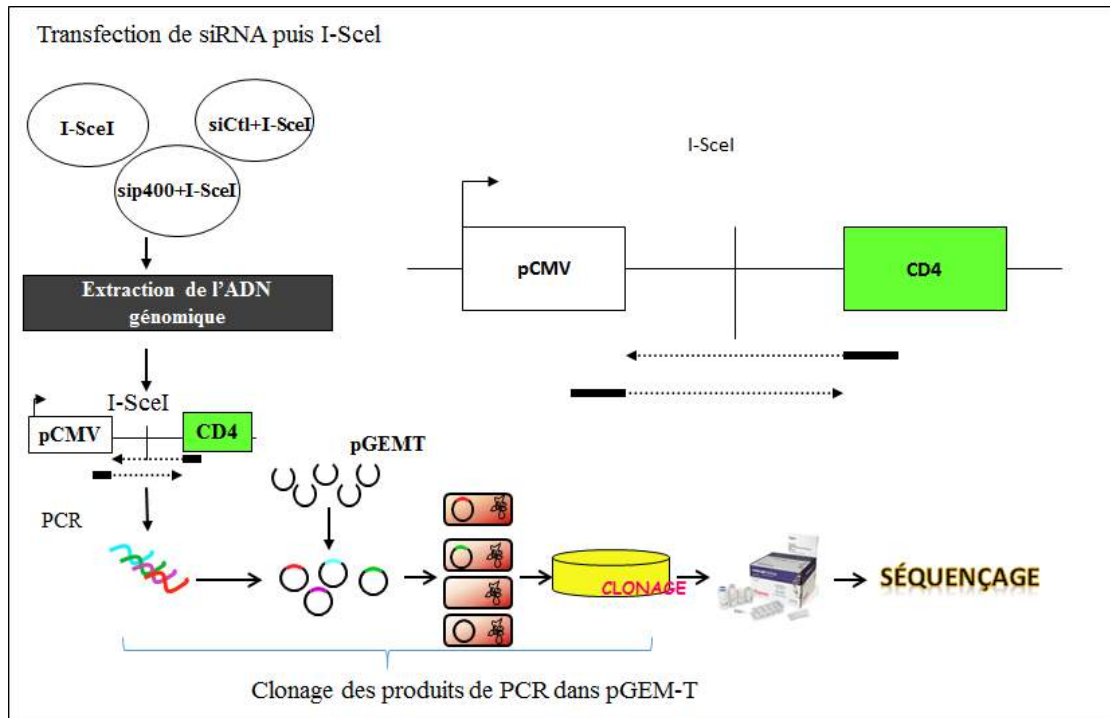 Transfection de siRNA puis I-SceI
I-SceI
siCtl+I-SceI
sip400+I-SceI
Extraction de l'ADN
génomique
I-SceI
pCMV
CD4
I-SceI
pCMV
CD4
PCR
pGEMT
CLONAGE
SÉQUENÇAGE
Clonage des produits de PCR dans pGEM-T